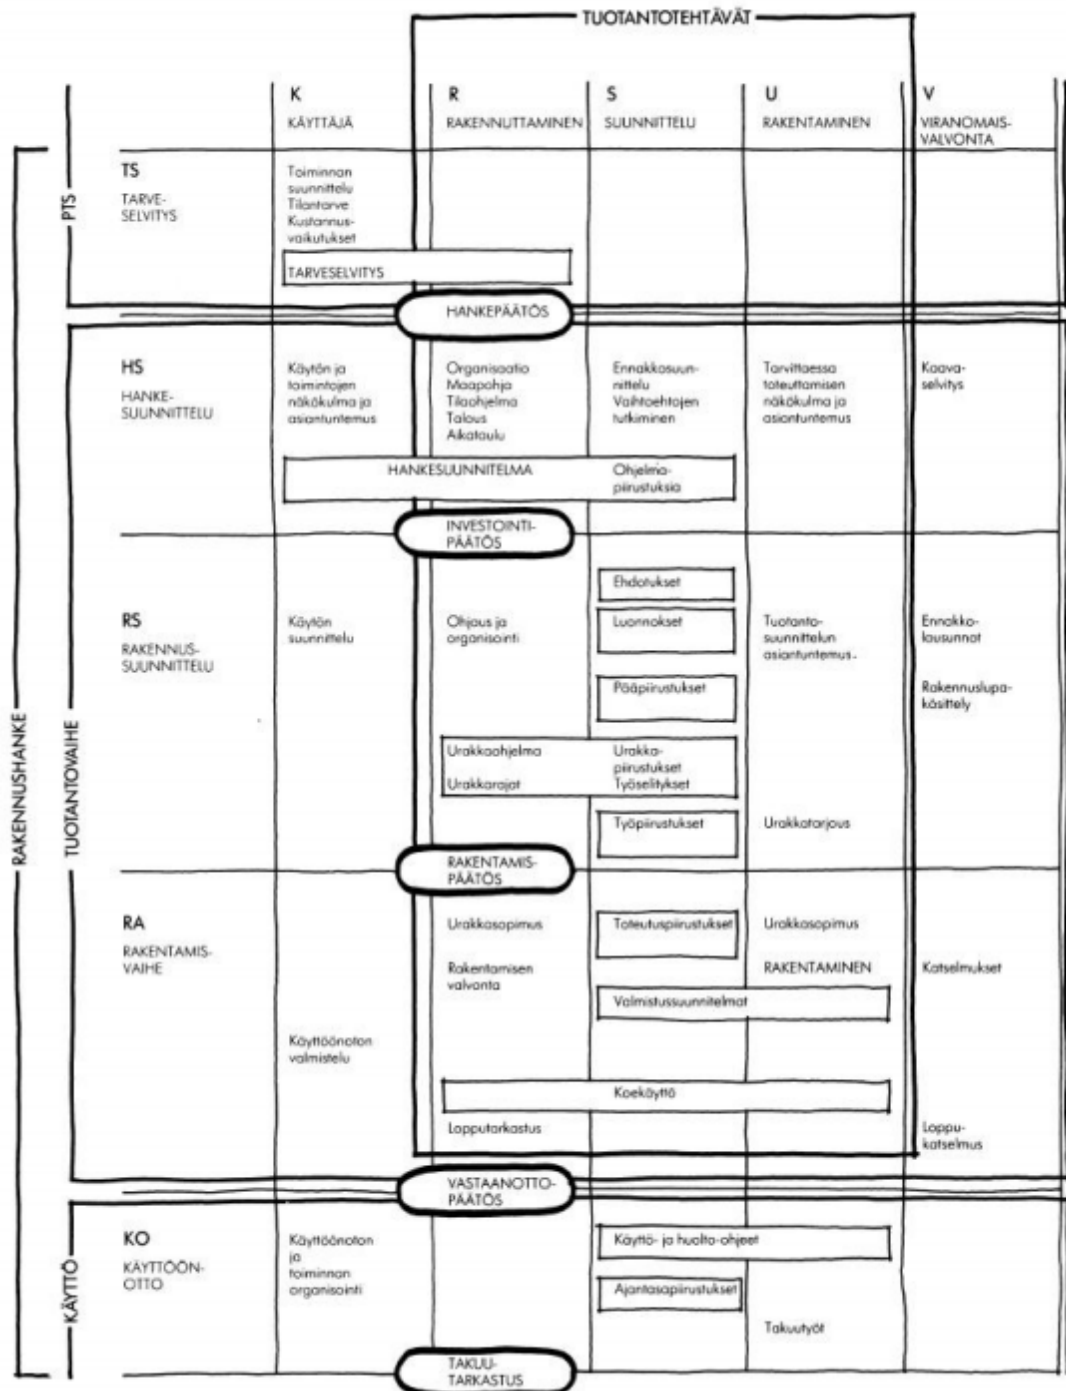 TUOTANTOTEHTÄVÄT
K
KÄYTTÄJÄ
R
RAKENNUTTAMINEN
S
SUUNNITTELU
U
RAKENTAMINEN
V
VIRANOMAIS-
VALVONTA
RAKENNUSHANKE
PTS
TS
TARVE-
SELVITYS
Toiminnan
suunnittelu
Tilantarve
Kustannus-
vaikutukset
TARVESELVITYS
HANKEPÄÄTÖS
TUOTANTOVAIHE
HS
HANKE-
SUUNNITTELU
Käytön ja
toimintojen
näkökulma ja
asiantuntemus
Organisaatio
Maapohja
Tilaohjelma
Talous
Aikataulu
Ennakkosuun-
nittelu
Vaihtoehtojen
tutkiminen
Tarvittaessa
toteuttamisen
näkökulma ja
asiantuntemus
Kaava-
selvitys
HANKESUUNNITELMA
Ohjelma-
piirustuksia
INVESTOINTI-
PÄÄTÖS
RS
RAKENNUS-
SUUNNITTELU
Käytön
suunnittelu
Ohjaus ja
organisointi
Ehdotukset
Luonnokset
Pääpiirustukset
Tuotanto-
suunnittelun
asiantuntemus.
Ennakko-
lausunnot
Rakennuslupa-
käsittely
Urakkaohjelma
Urakkarajat
Urakka-
piirustukset
Työselitykset
Työpiirustukset
Urakkatarjous
RAKENTAMIS-
PÄÄTÖS
RA
RAKENTAMIS-
VAIHE
Urakkasopimus
Toteutuspiirustukset
Urakkasopimus
Rakentamisen
valvonta
RAKENTAMINEN
Katselmukset
Valmistussuunnitelmat
Käyttöönoton
valmistelu
Koekäyttö
Lopputarkastus
Loppu-
katselmus
VASTAANOTTO-
PÄÄTÖS
KÄYTTÖ
KO
KÄYTTÖÖN-
OTTO
Käyttöönoton
ja
toiminnan
organisointi
Käyttö- ja huolto-ohjeet
Ajantasapiirustukset
Takuutyöt
TAKUU-
TARKASTUS